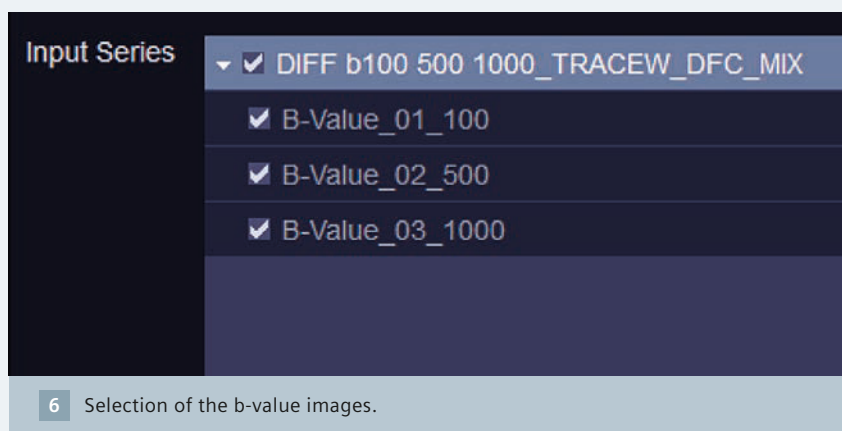 Input Series
DIFF b100 500 1000_TRACEW_DFC_MIX
B-Value_01_100
B-Value_02_500
B-Value_03_1000
6 Selection of the b-value images.